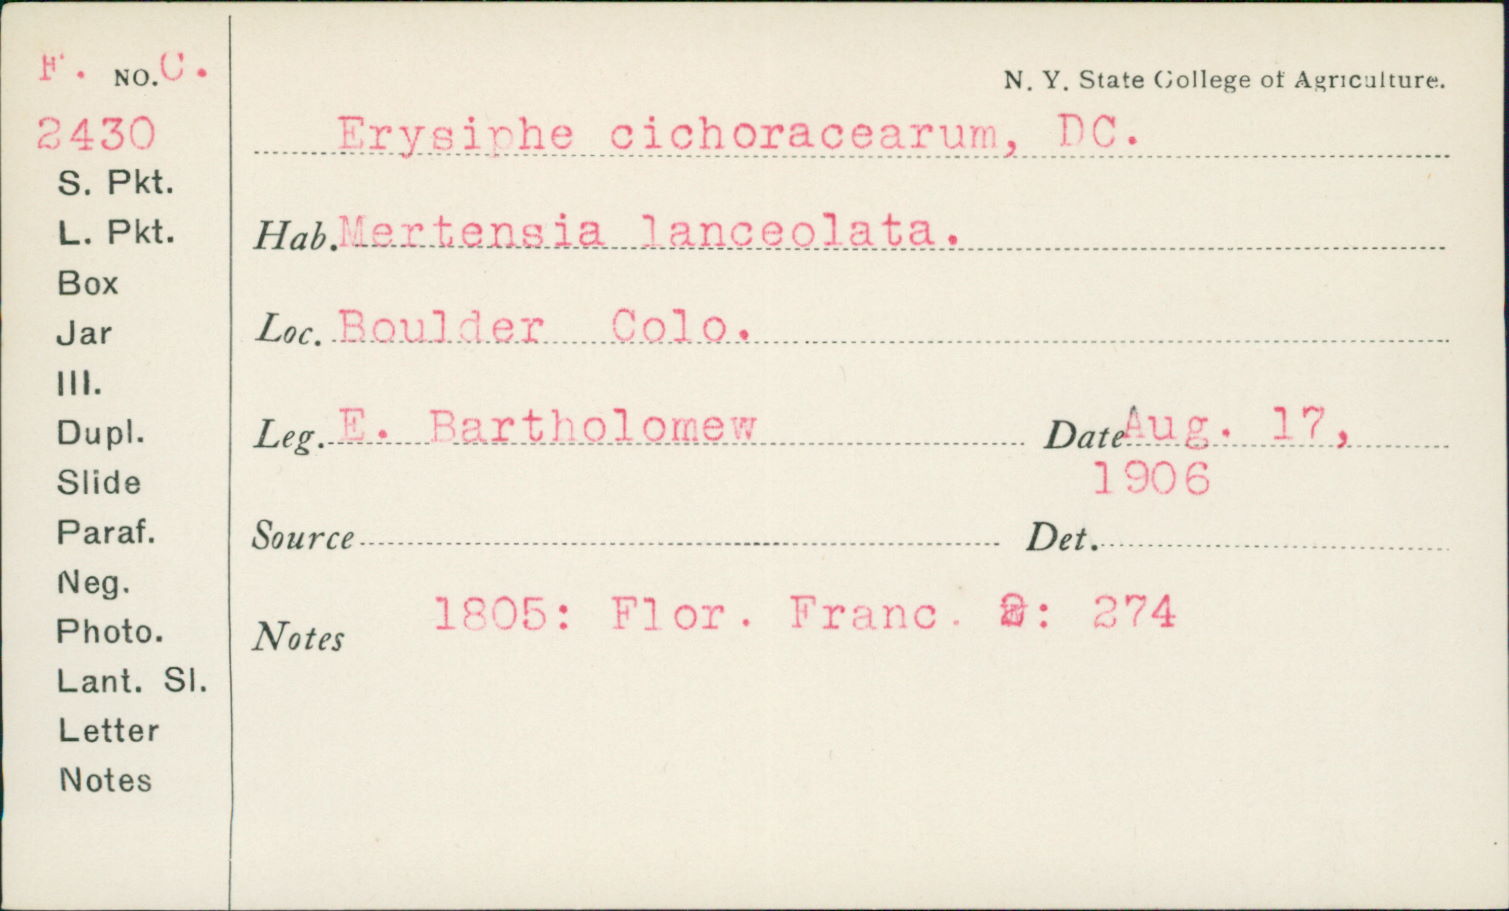 F. NO. C.
2430
S. Pkt.
L. Pkt.
Box
Jar
Ill.
Dupl.
Slide
Paraf.
Neg.
Photo.
Lant. Sl.
Letter
Notes
N. Y. State College of Agriculture.
Erysiphe cichoracearum, DC.
Hab. Mertensia lanceolata.
Loc. Boulder Colo.
Leg. E. Bartholomew Date Aug. 17,
1906
Source Det.
Notes 1805: Flor. Franc. : 274